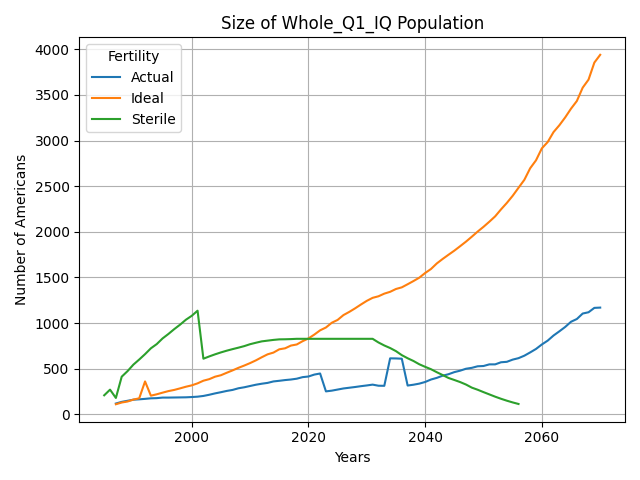 Size of Whole_Q1_IQ Population
Number of Americans
4000
3500
3000
2500
2000
1500
1000
500
0
Fertility
Actual
Ideal
Sterile
2000
2020
2040
2060
Years